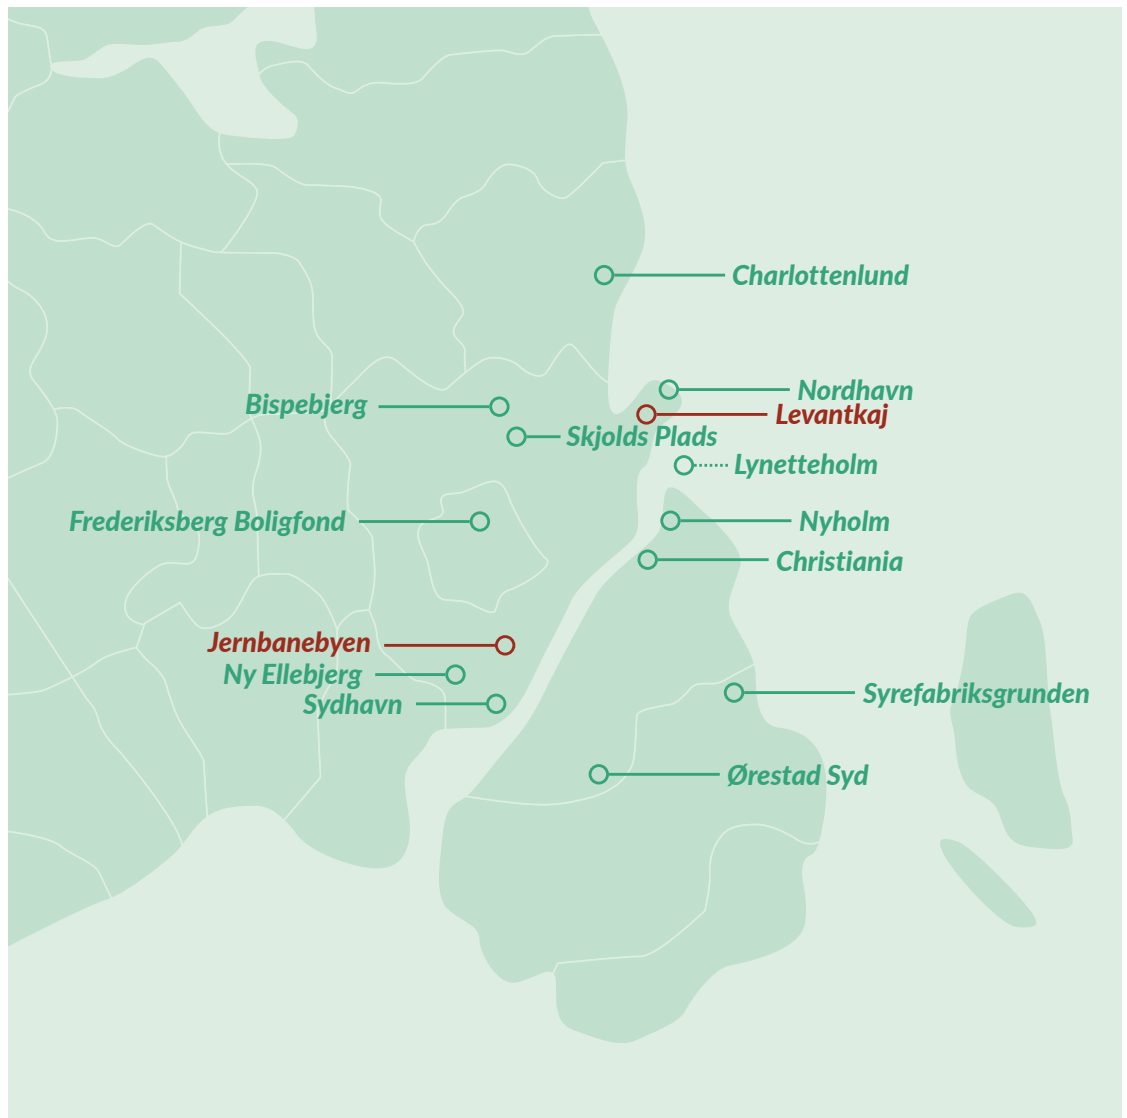 Charlottenlund
Nordhavn
Bispebjerg
Levantkaj
Skjolds Plads
Lynetteholm
Frederiksberg Boligfond
Nyholm
Christiania
Jernbanebyen
Ny Ellebjerg
Syrefabriksgrunden
Sydhavn
Ørestad Syd